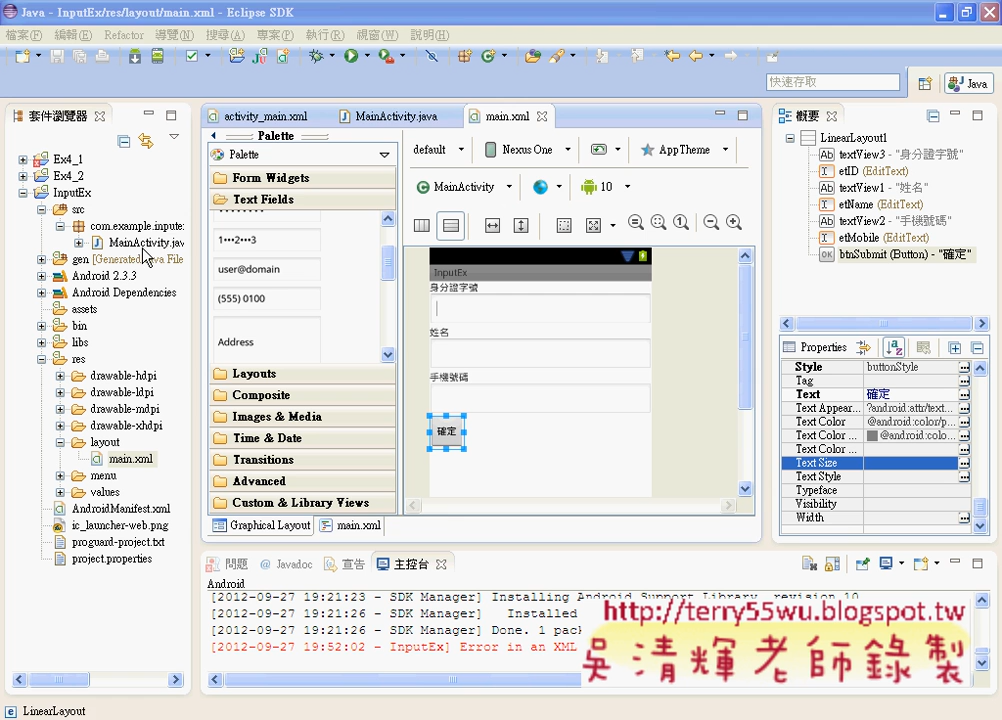 Java - InputEx/res/layout/main.xml - Eclipse SDK
檔案(F) 編輯(E) Refactor 導覽(N) 搜尋(A) 專案(P) 執行(R) 視窗(W) 說明(H)
快速存取
Java
套件瀏覽器
Ex4_1
Ex4_2
InputEx
src
com.example.inpute:
MainActivity.jav
gen [Generated Java File
Android 2.3.3
Android Dependencies
assets
bin
libs
res
drawable-hdpi
drawable-ldpi
drawable-mdpi
drawable-xhdpi
layout
main.xml
menu
values
AndroidManifest.xml
ic_launcher-web.png
proguard-project.txt
project.properties
activity_main.xml
MainActivity.java
main.xml
Palette
Palette
Form Widgets
Text Fields
1•••2•••3
user@domain
(555) 0100
Address
Layouts
Composite
Images & Media
Time & Date
Transitions
Advanced
Custom & Library Views
Graphical Layout
main.xml
default
Nexus One
AppTheme
MainActivity
10
InputEx
身分證字號
姓名
手機號碼
確定
概要
LinearLayout1
textView3 - "身分證字號"
etID (EditText)
textView1 - "姓名"
etName (EditText)
textView2 - "手機號碼"
etMobile (EditText)
btnSubmit (Button) - "確定"
Properties
Style buttonStyle
Tag
Text 確定
Text Appear... ?android:attr/text...
Text Color @android:color/p...
Text Color ... @android:colo...
Text Color ...
Text Size
Text Style
Typeface
Visibility
Width
問題 Javadoc 宣告 主控台
Android
[2012-09-27 19:21:23 - SDK Manager] Installing Android Support Library, revision 10
[2012-09-27 19:21:26 - SDK Manager] Installed
[2012-09-27 19:21:26 - SDK Manager] Done. 1 pac
[2012-09-27 19:52:02 - InputEx] Error in an XML
http://terry55wu.blogspot.tw
吳清輝老師錄製
LinearLayout